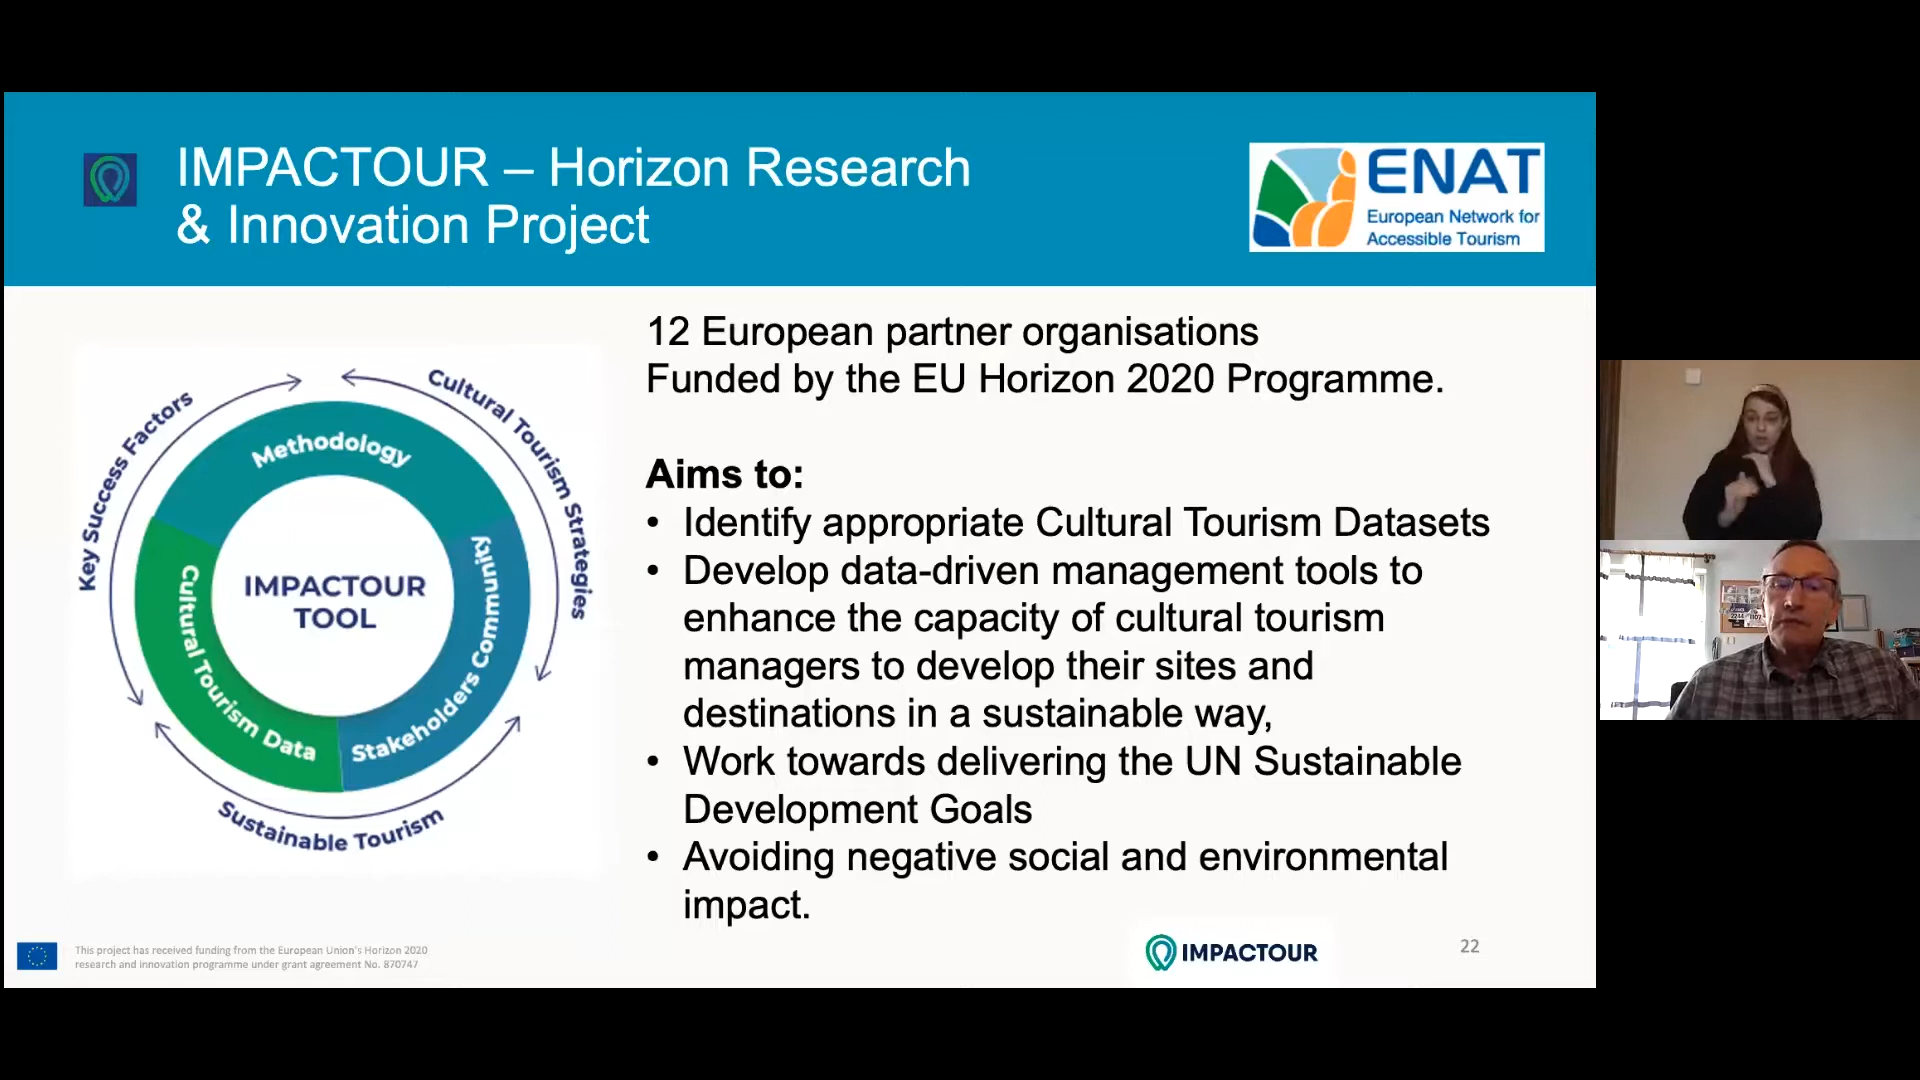 IMPACTOUR – Horizon Research
& Innovation Project
ENAT
European Network for
Accessible Tourism
Key Success Factors
Cultural Tourism Strategies
Methodology
Cultural Tourism Data
Stakeholders Community
IMPACTOUR
TOOL
Sustainable Tourism
12 European partner organisations
Funded by the EU Horizon 2020 Programme.
Aims to:
• Identify appropriate Cultural Tourism Datasets
• Develop data-driven management tools to
enhance the capacity of cultural tourism
managers to develop their sites and
destinations in a sustainable way,
• Work towards delivering the UN Sustainable
Development Goals
• Avoiding negative social and environmental
impact.
This project has received funding from the European Union's Horizon 2020
research and innovation programme under grant agreement No. 870747
IMPACTOUR
22